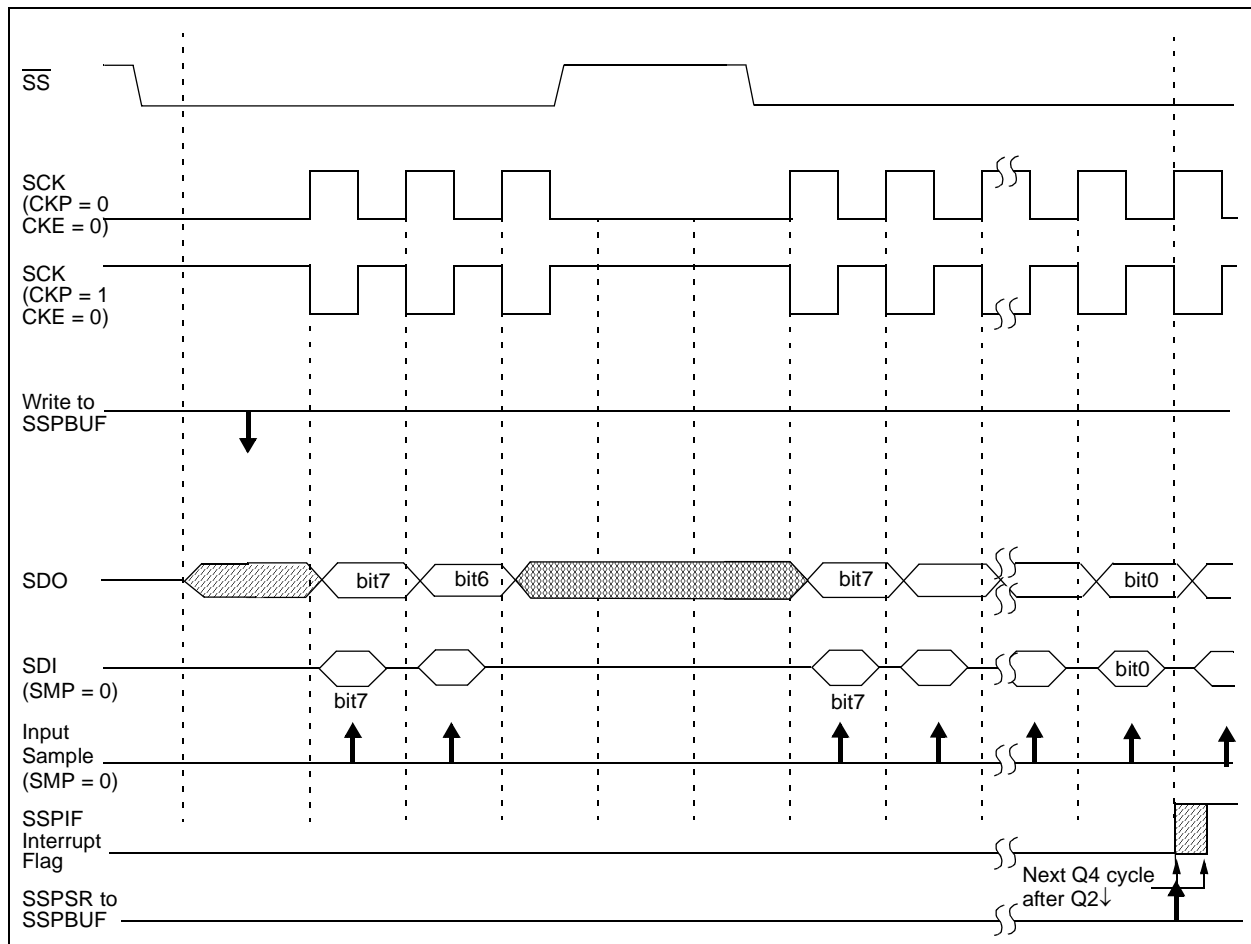 SS
SCK
(CKP = 0
CKE = 0)
SCK
(CKP = 1
CKE = 0)
Write to
SSPBUF
SDO
bit7
bit6
bit7
bit0
SDI
(SMP = 0)
bit7
bit7
bit0
Input
Sample
(SMP = 0)
SSPIF
Interrupt
Flag
Next Q4 cycle
after Q2↓
SSPSR to
SSPBUF